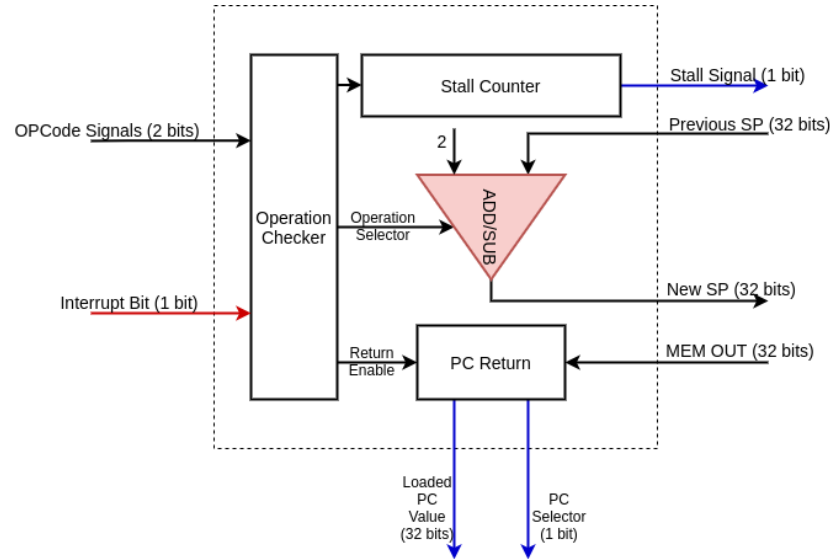 Stall Counter
Stall Signal (1 bit)
OPCode Signals (2 bits)
2
Previous SP (32 bits)
Operation
Checker
Operation
Selector
ADD/SUB
Interrupt Bit (1 bit)
New SP (32 bits)
Return
Enable
PC Return
MEM OUT (32 bits)
Loaded
PC
Value
(32 bits)
PC
Selector
(1 bit)